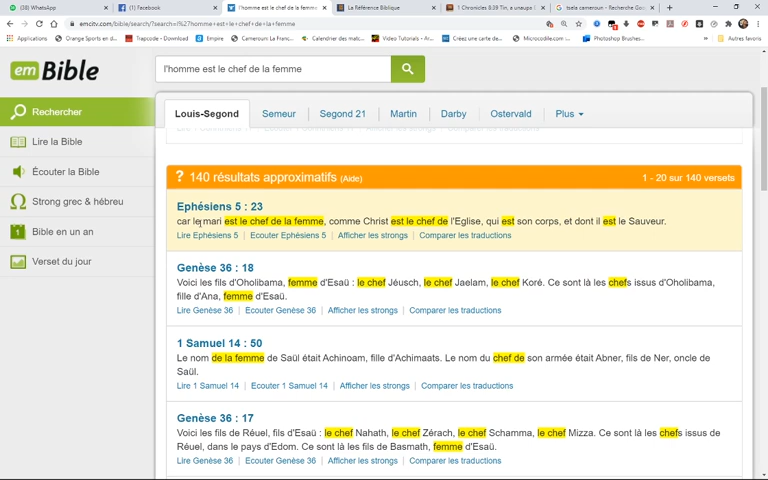 (38) WhatsApp
(1) Facebook
l'homme est le chef de la femme
La Référence Biblique
1 Chronicles 8.09 Tin, a unaups
tsala cameroun - Recherche Goo
emcitv.com/bible/search/?search=l%27homme+est+le+chef+de+la+femme
Applications
Orange Sports en d...
Trapcode - Download
Empire
Cameroun La Franç...
Calendrier des matc...
Video Tutorials - Ar...
Créez une carte de...
Microcodile.com ...
Photoshop Brushes...
Autres favoris
em Bible
l'homme est le chef de la femme
Rechercher
Lire la Bible
Écouter la Bible
Strong grec & hébreu
Bible en un an
Verset du jour
Louis-Segond
Semeur
Segond 21
Martin
Darby
Ostervald
Plus
140 résultats approximatifs (Aide)
1 - 20 sur 140 versets
Ephésiens 5 : 23
car le mari est le chef de la femme, comme Christ est le chef de l'Eglise, qui est son corps, et dont il est le Sauveur.
Lire Ephésiens 5 | Ecouter Ephésiens 5 | Afficher les strongs | Comparer les traductions
Genèse 36 : 18
Voici les fils d'Oholibama, femme d'Esaü : le chef Jéusch, le chef Jaelam, le chef Koré. Ce sont là les chefs issus d'Oholibama,
fille d'Ana, femme d'Esaü.
Lire Genèse 36 | Ecouter Genèse 36 | Afficher les strongs | Comparer les traductions
1 Samuel 14 : 50
Le nom de la femme de Saül était Achinoam, fille d'Achimaats. Le nom du chef de son armée était Abner, fils de Ner, oncle de
Saül.
Lire 1 Samuel 14 | Ecouter 1 Samuel 14 | Afficher les strongs | Comparer les traductions
Genèse 36 : 17
Voici les fils de Réuel, fils d'Esaü : le chef Nahath, le chef Zérach, le chef Schamma, le chef Mizza. Ce sont là les chefs issus de
Réuel, dans le pays d'Edom. Ce sont là les fils de Basmath, femme d'Esaü.
Lire Genèse 36 | Ecouter Genèse 36 | Afficher les strongs | Comparer les traductions